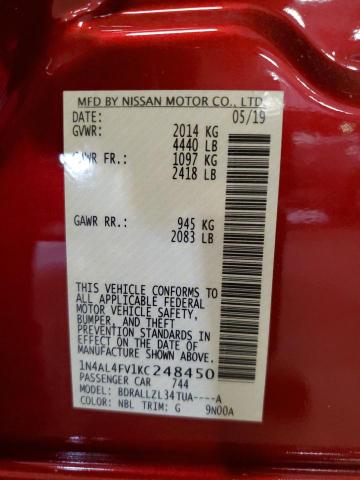 MFD BY NISSAN MOTOR CO., LTD.
DATE: 05/19
GVWR: 2014 KG
4440 LB
GAWR FR: 1097 KG
2418 LB
GAWR RR: 945 KG
2083 LB
THIS VEHICLE CONFORMS TO
ALL APPLICABLE FEDERAL
MOTOR VEHICLE SAFETY,
BUMPER, AND THEFT
PREVENTION STANDARDS IN
EFFECT ON THE DATE OF
MANUFACTURE SHOWN ABOVE.
1N4AL4FV1KC248450
PASSENGER CAR 744
MODEL: BDRALLZL34TUA----A
COLOR: NBL TRIM: G 9N00A